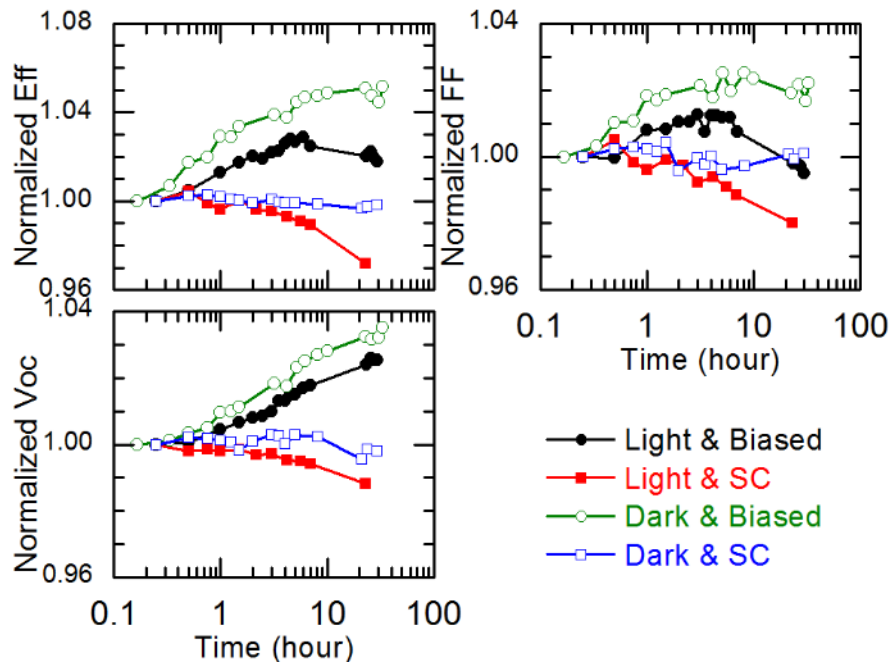 1.08
1.04
1.00
0.96
Normalized Eff
1.04
1.00
0.96
Normalized FF
0.1
1
10
100
Time (hour)
1.04
1.00
0.96
Normalized Voc
0.1
1
10
100
Time (hour)
Light & Biased
Light & SC
Dark & Biased
Dark & SC